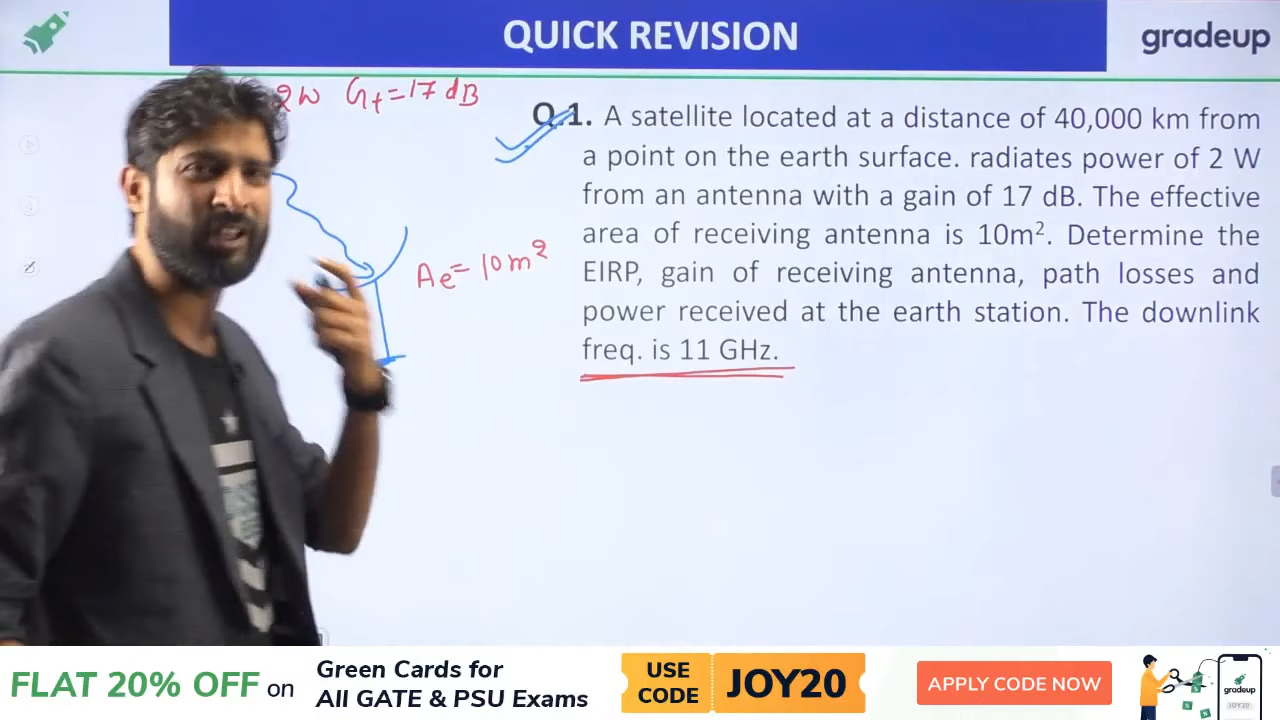 QUICK REVISION
gradeup
2W Gt=17 dB
Q.1. A satellite located at a distance of 40,000 km from
a point on the earth surface. radiates power of 2 W
from an antenna with a gain of 17 dB. The effective
area of receiving antenna is 10m². Determine the
EIRP, gain of receiving antenna, path losses and
power received at the earth station. The downlink
freq. is 11 GHz.
Ae=10m²
FLAT 20% OFF on
Green Cards for
All GATE & PSU Exams
USE
CODE
JOY20
APPLY CODE NOW
gradeup
JOY20